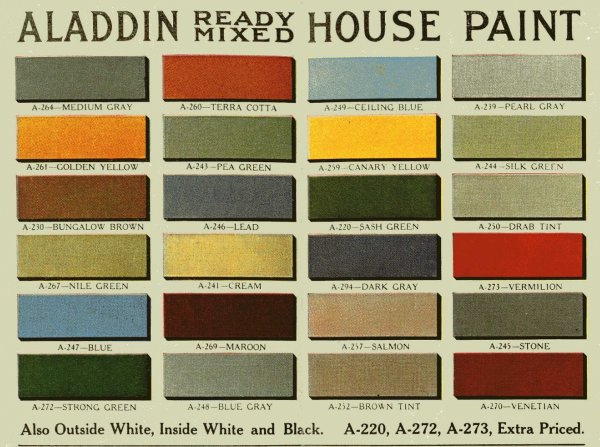 ALADDIN READY MIXED HOUSE PAINT
A-264—MEDIUM GRAY A-260—TERRA COTTA A-249—CEILING BLUE A-239—PEARL GRAY
A-261—GOLDEN YELLOW A-243—PEA GREEN A-259—CANARY YELLOW A-244—SILK GREEN
A-230—BUNGALOW BROWN A-246—LEAD A-220—SASH GREEN A-250—DRAB TINT
A-267—NILE GREEN A-241—CREAM A-294—DARK GRAY A-273—VERMILION
A-247—BLUE A-269—MAROON A-257—SALMON A-245—STONE
A-272—STRONG GREEN A-248—BLUE GRAY A-252—BROWN TINT A-270—VENETIAN
Also Outside White, Inside White and Black. A-220, A-272, A-273, Extra Priced.